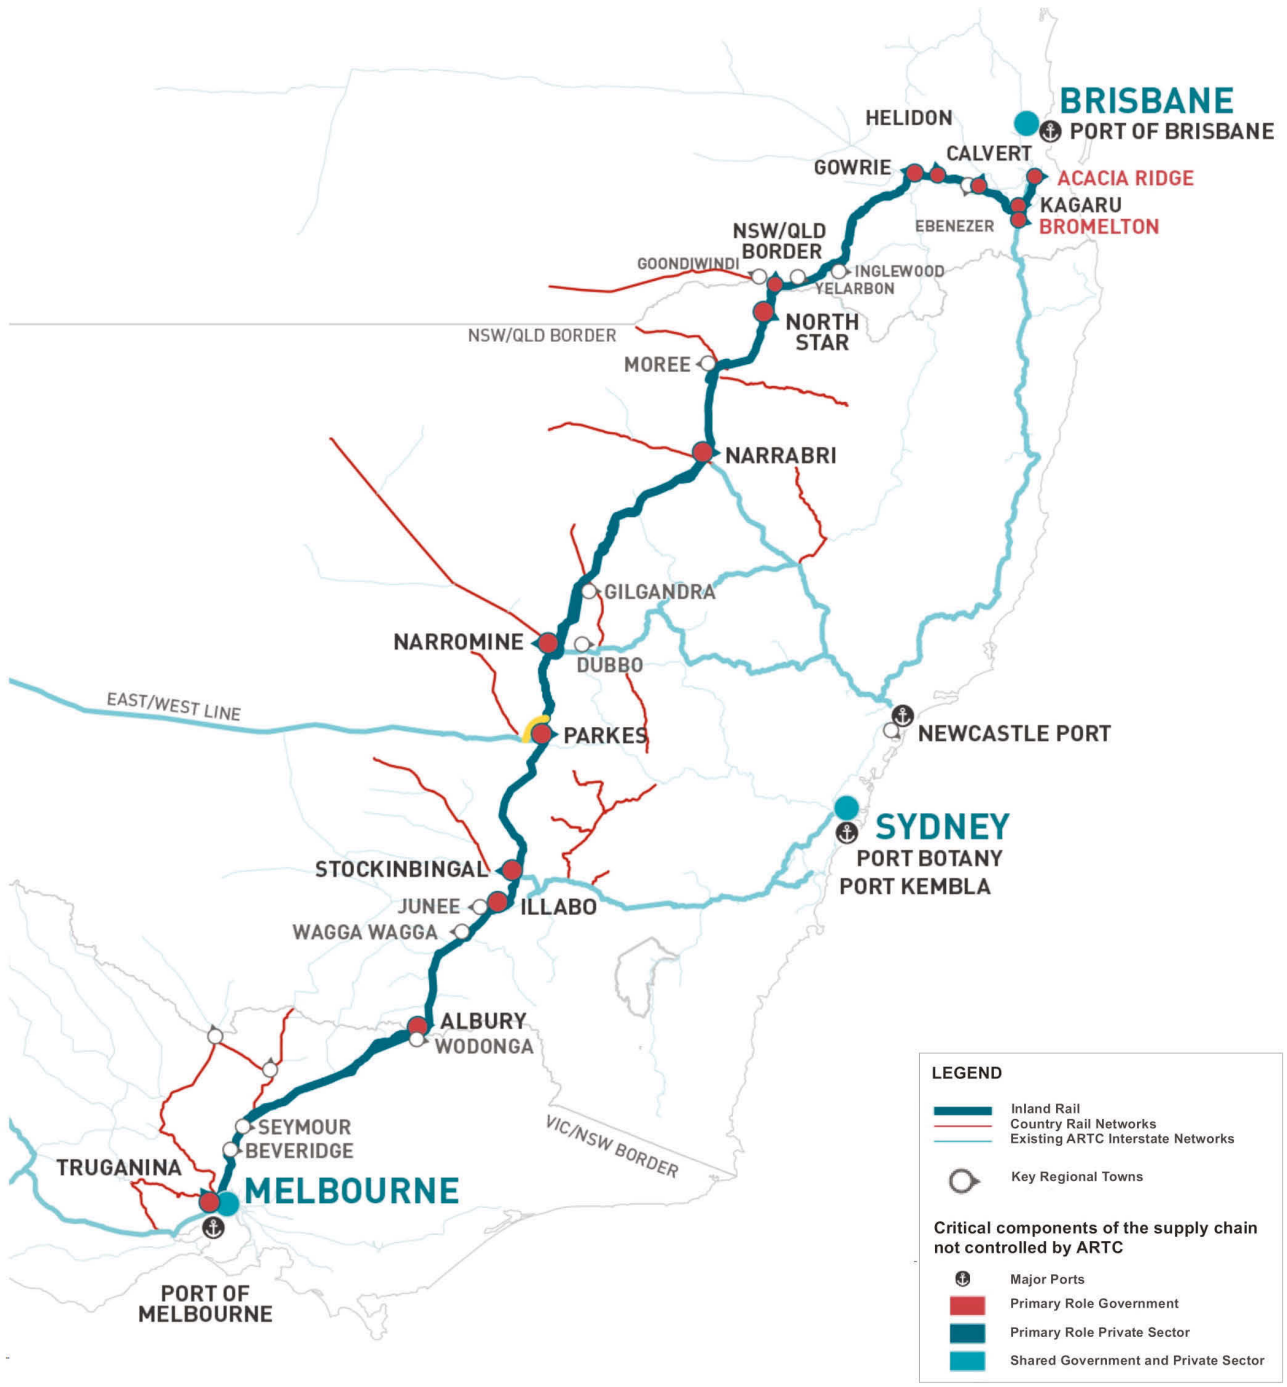 BRISBANE
HELIDON
PORT OF BRISBANE
CALVERT
GOWRIE
ACACIA RIDGE
KAGARU
EBENEZER
BROMELTON
NSW/QLD
BORDER
GOONDIWINDI
INGLEWOOD
YELARBON
NORTH
STAR
NSW/QLD BORDER
MOREE
NARRABRI
GILGANDRA
NARROMINE
DUBBO
EAST/WEST LINE
PARKES
NEWCASTLE PORT
SYDNEY
PORT BOTANY
PORT KEMBLA
STOCKINBINGAL
JUNEE
ILLABO
WAGGA WAGGA
ALBURY
WODONGA
SEYMOUR
BEVERIDGE
VIC/NSW BORDER
TRUGANINA
MELBOURNE
PORT OF
MELBOURNE
LEGEND
Inland Rail
Country Rail Networks
Existing ARTC Interstate Networks
Key Regional Towns
Critical components of the supply chain
not controlled by ARTC
Major Ports
Primary Role Government
Primary Role Private Sector
Shared Government and Private Sector